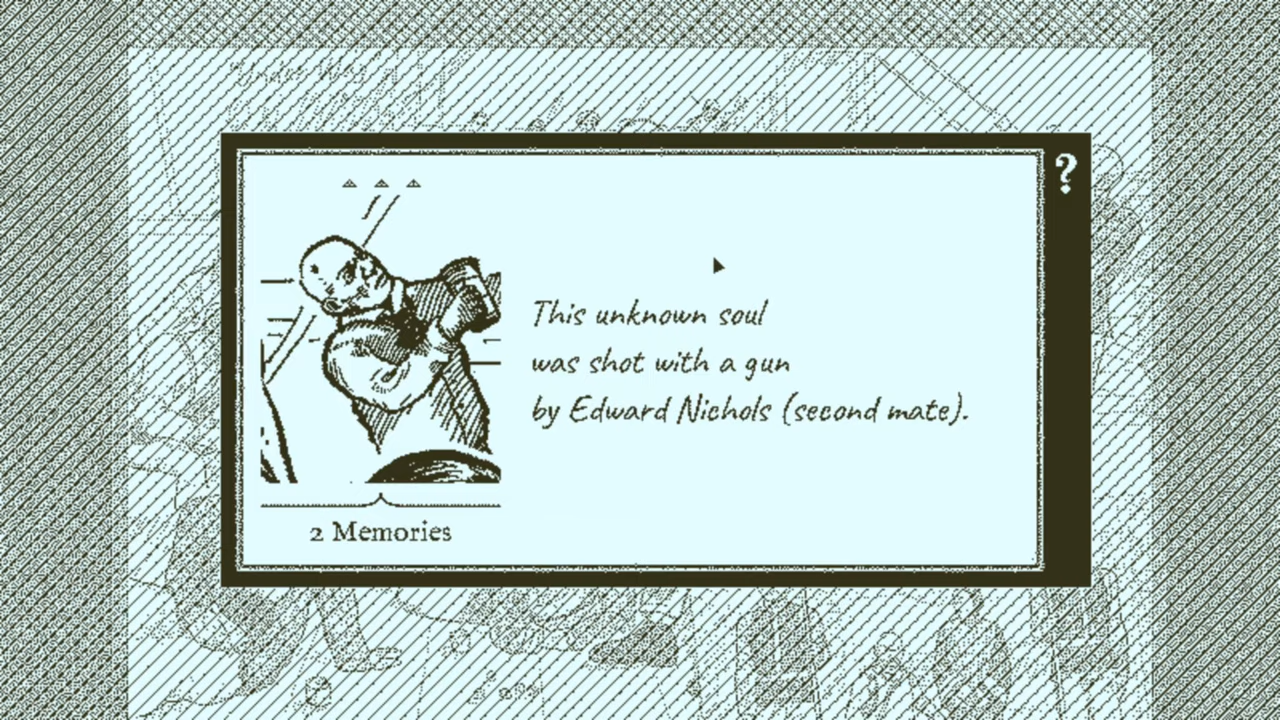 This unknown soul
was shot with a gun
by Edward Nichols (second mate).
2 Memories
?